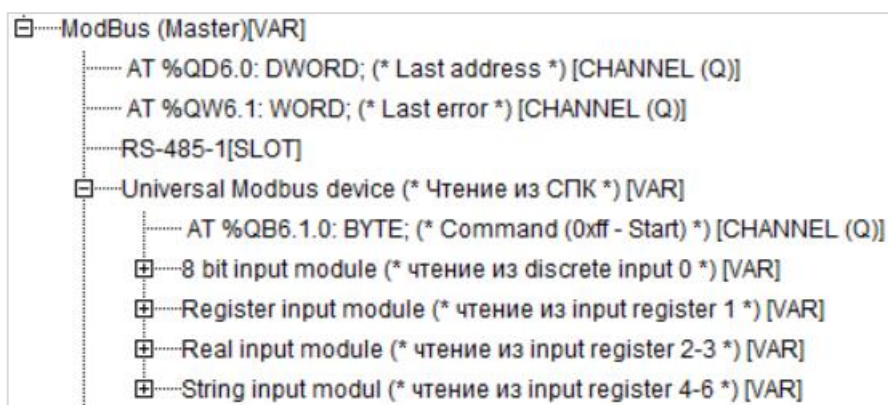 ModBus (Master)[VAR]
AT %QD6.0: DWORD; (* Last address *) [CHANNEL (Q)]
AT %QW6.1: WORD; (* Last error *) [CHANNEL (Q)]
RS-485-1[SLOT]
Universal Modbus device (* Чтение из СПК *) [VAR]
AT %QB6.1.0: BYTE; (* Command (0xff - Start) *) [CHANNEL (Q)]
8 bit input module (* чтение из discrete input 0 *) [VAR]
Register input module (* чтение из input register 1 *) [VAR]
Real input module (* чтение из input register 2-3 *) [VAR]
String input modul (* чтение из input register 4-6 *) [VAR]